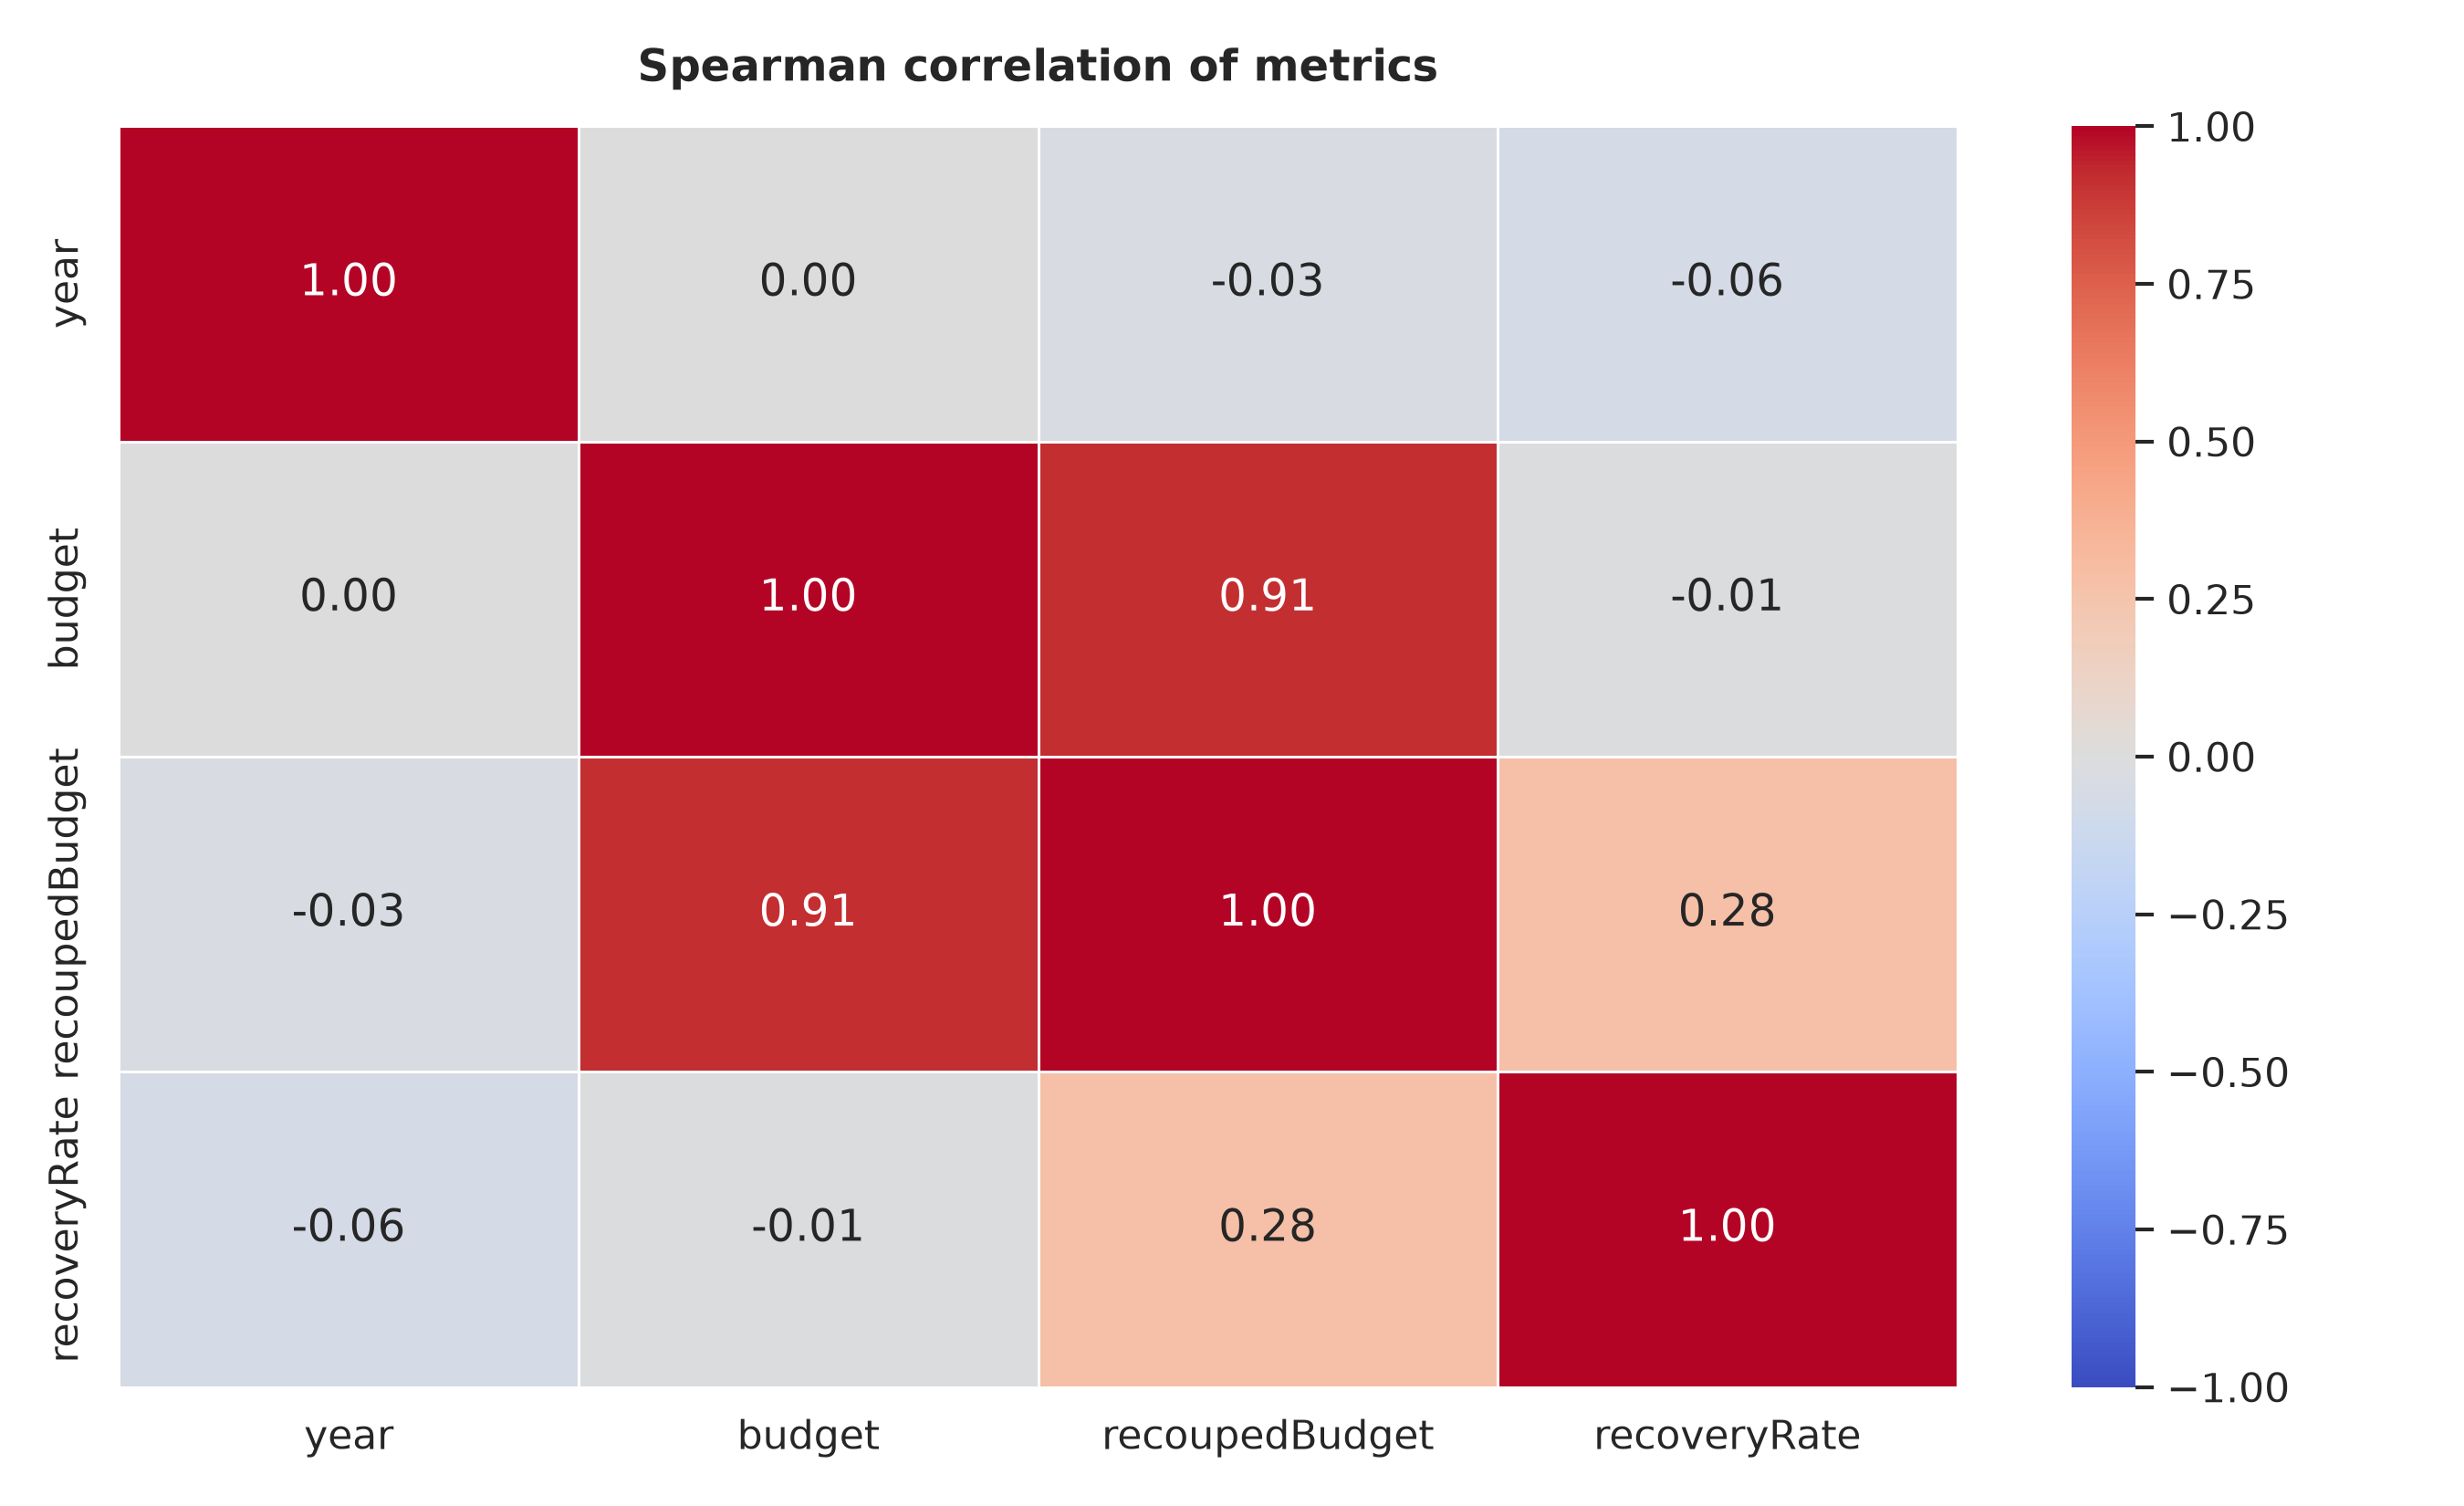 Spearman correlation of metrics
year 1.00 0.00 -0.03 -0.06
budget 0.00 1.00 0.91 -0.01
recoupedBudget -0.03 0.91 1.00 0.28
recoveryRate -0.06 -0.01 0.28 1.00
year budget recoupedBudget recoveryRate
1.00
0.75
0.50
0.25
0.00
−0.25
−0.50
−0.75
−1.00